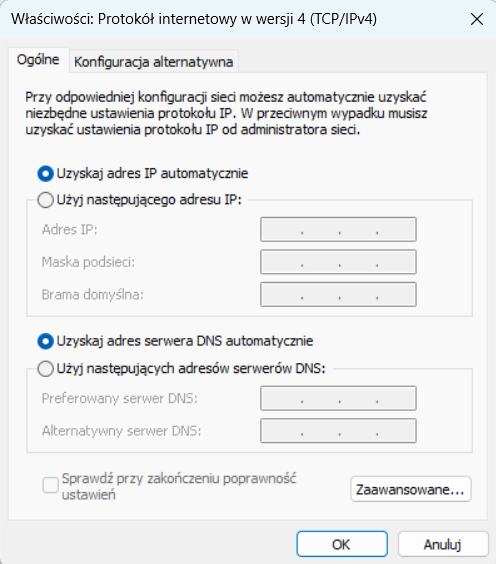 Właściwości: Protokół internetowy w wersji 4 (TCP/IPv4)
Ogólne
Konfiguracja alternatywna
Przy odpowiedniej konfiguracji sieci możesz automatycznie uzyskać
niezbędne ustawienia protokołu IP. W przeciwnym wypadku musisz
uzyskać ustawienia protokołu IP od administratora sieci.
Uzyskaj adres IP automatycznie
Użyj następującego adresu IP:
Adres IP:
Maska podsieci:
Brama domyślna:
Uzyskaj adres serwera DNS automatycznie
Użyj następujących adresów serwerów DNS:
Preferowany serwer DNS:
Alternatywny serwer DNS:
Sprawdź przy zakończeniu poprawność
ustawień
Zaawansowane...
OK
Anuluj